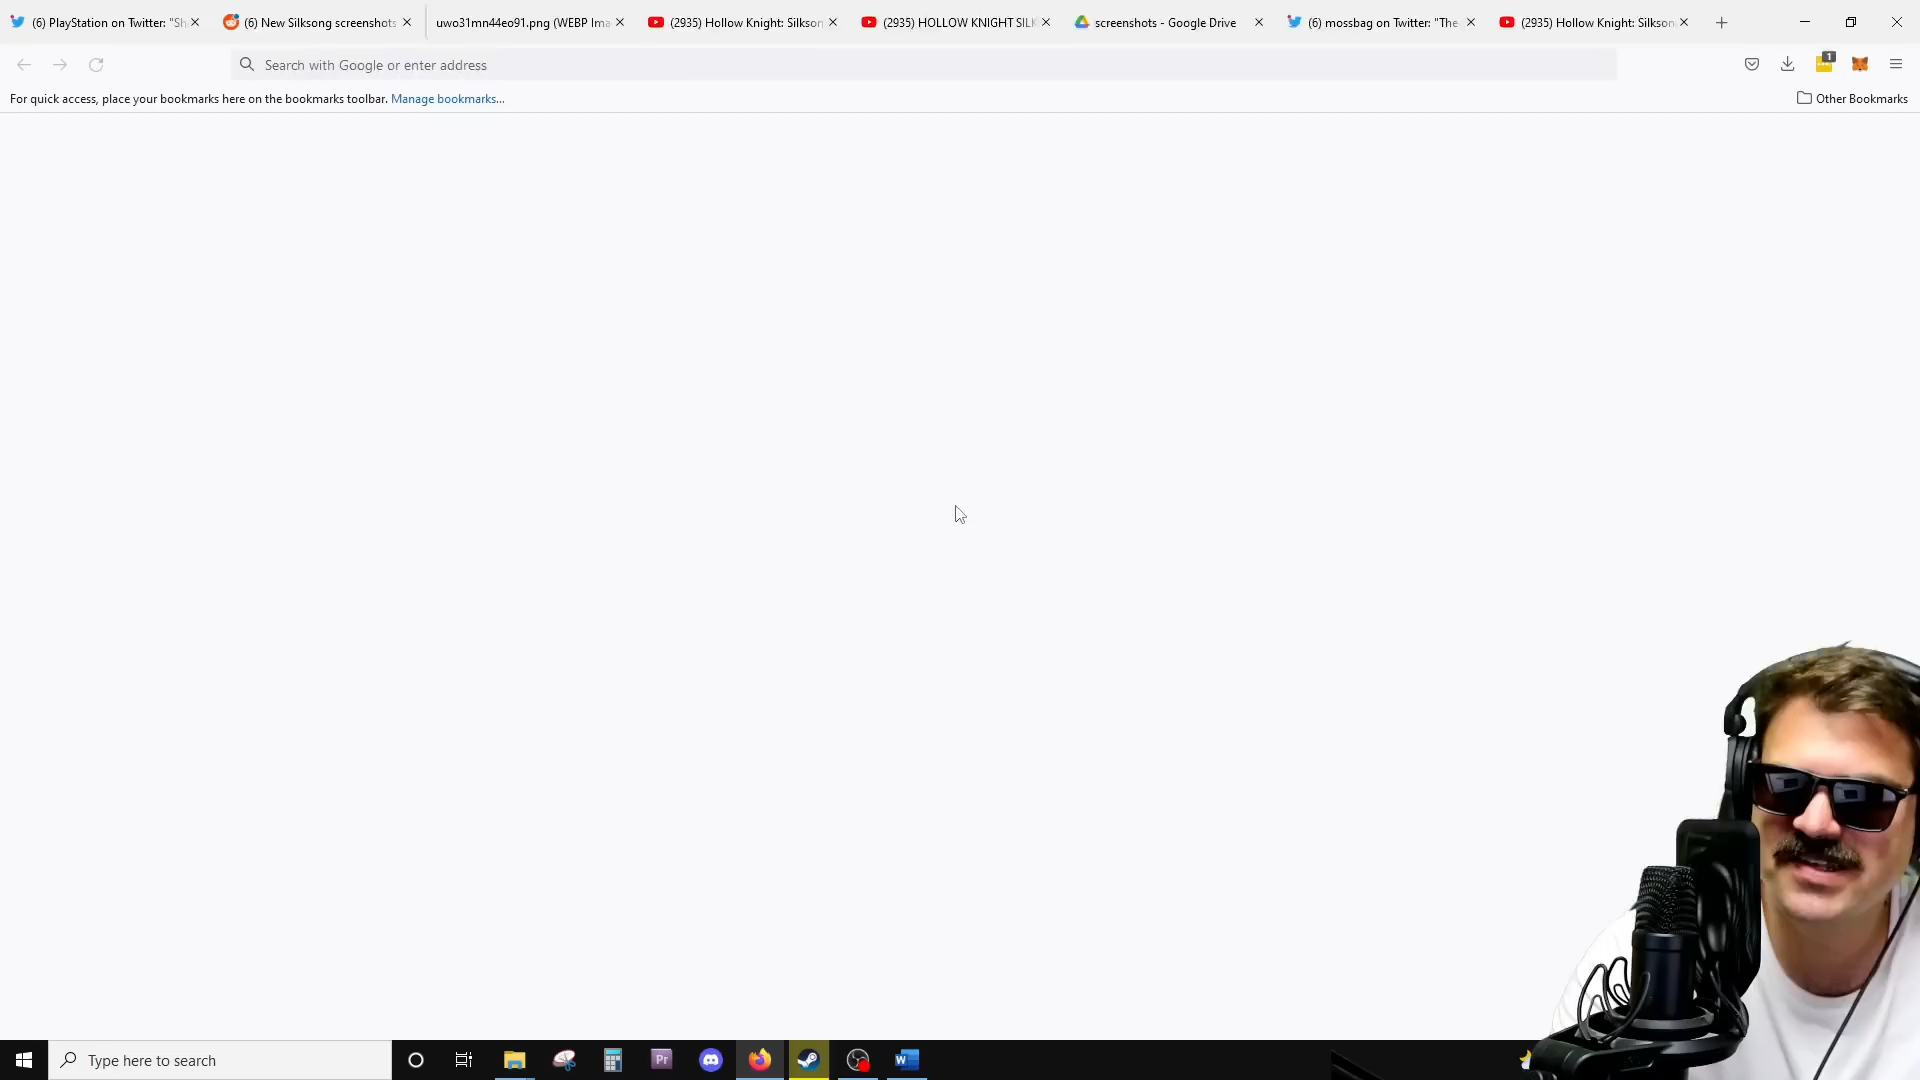 (6) PlayStation on Twitter: "Sh
(6) New Silksong screenshots
uwo31mn44eo91.png (WEBP Ima
(2935) Hollow Knight: Silkson
(2935) HOLLOW KNIGHT SILK
screenshots - Google Drive
(6) mossbag on Twitter: "The
(2935) Hollow Knight: Silkson
Search with Google or enter address
1
For quick access, place your bookmarks here on the bookmarks toolbar. Manage bookmarks...
Other Bookmarks
Type here to search
Pr
W